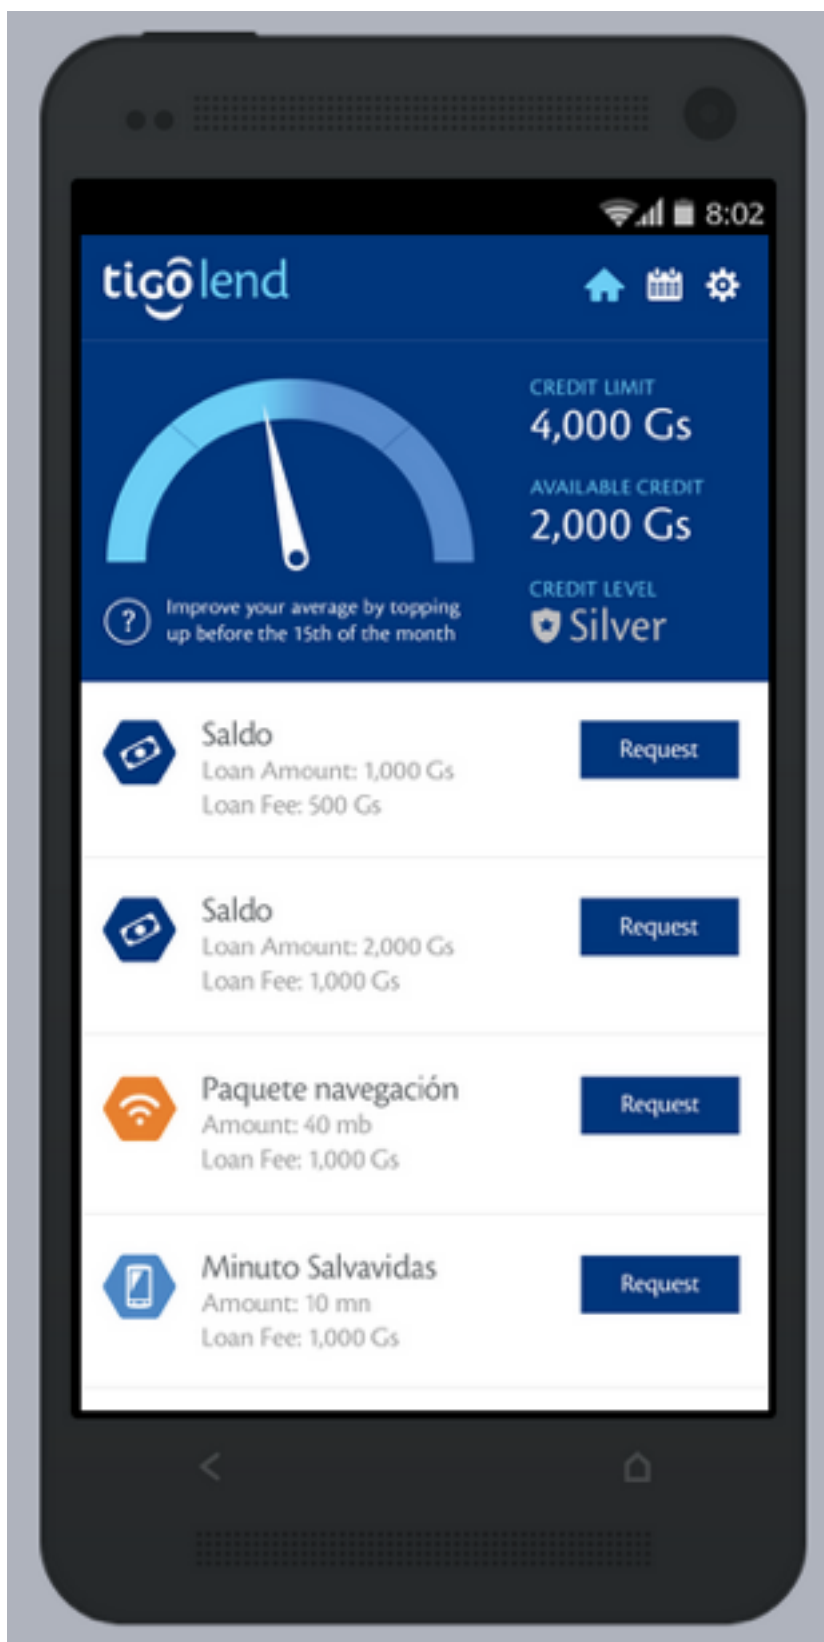 8:02
tigo lend
CREDIT LIMIT
4,000 Gs
AVAILABLE CREDIT
2,000 Gs
CREDIT LEVEL
Silver
? Improve your average by topping
up before the 15th of the month
Saldo
Loan Amount: 1,000 Gs
Loan Fee: 500 Gs
Request
Saldo
Loan Amount: 2,000 Gs
Loan Fee: 1,000 Gs
Request
Paquete navegación
Amount: 40 mb
Loan Fee: 1,000 Gs
Request
Minuto Salvavidas
Amount: 10 mn
Loan Fee: 1,000 Gs
Request